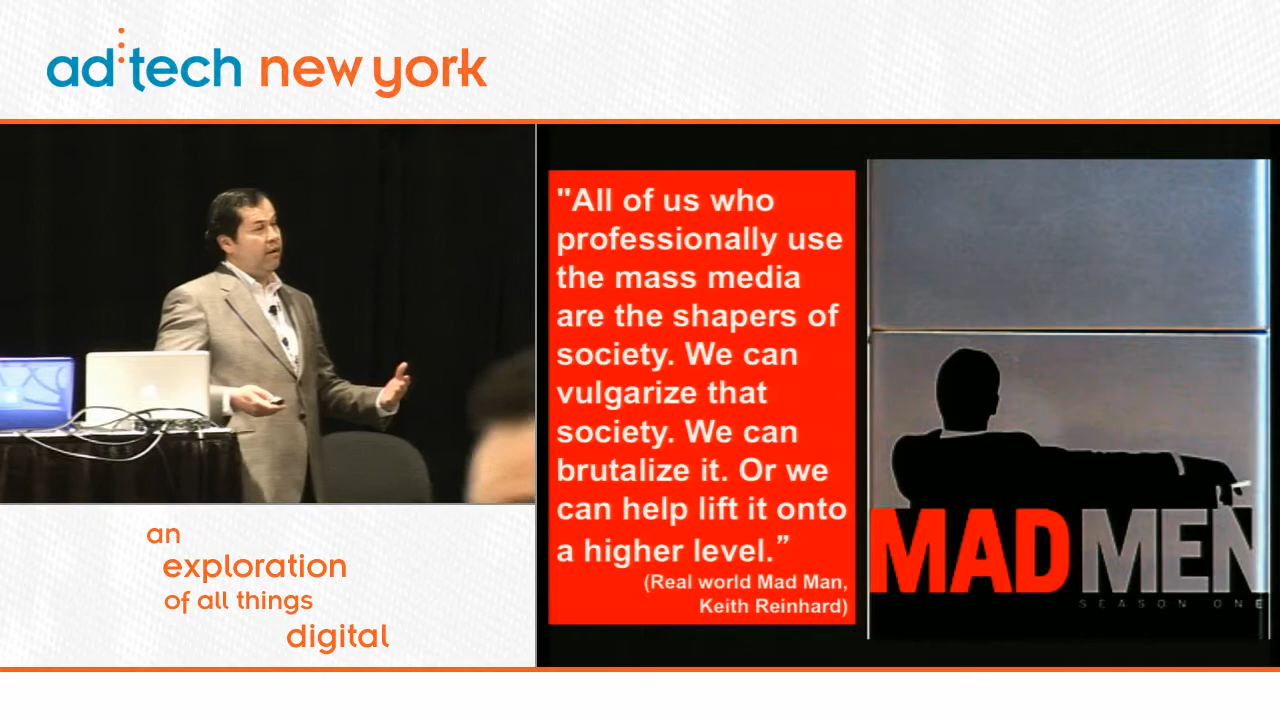 ad:tech new york
"All of us who
professionally use
the mass media
are the shapers of
society. We can
vulgarize that
society. We can
brutalize it. Or we
can help lift it onto
a higher level.”
(Real world Mad Man,
Keith Reinhard)
MAD MEN
SEASON ONE
an
exploration
of all things
digital